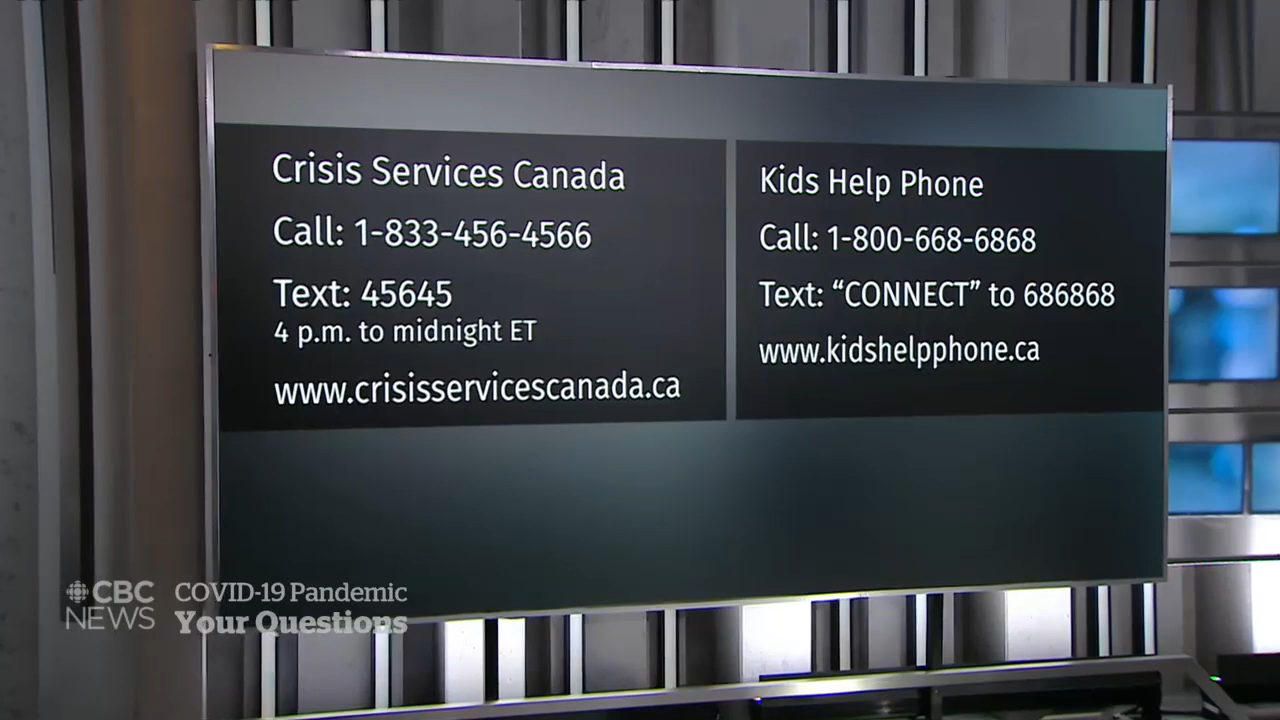 Crisis Services Canada
Call: 1-833-456-4566
Text: 45645
4 p.m. to midnight ET
www.crisisservicescanada.ca
Kids Help Phone
Call: 1-800-668-6868
Text: “CONNECT” to 686868
www.kidshelpphone.ca
CBC
NEWS
COVID-19 Pandemic
Your Questions